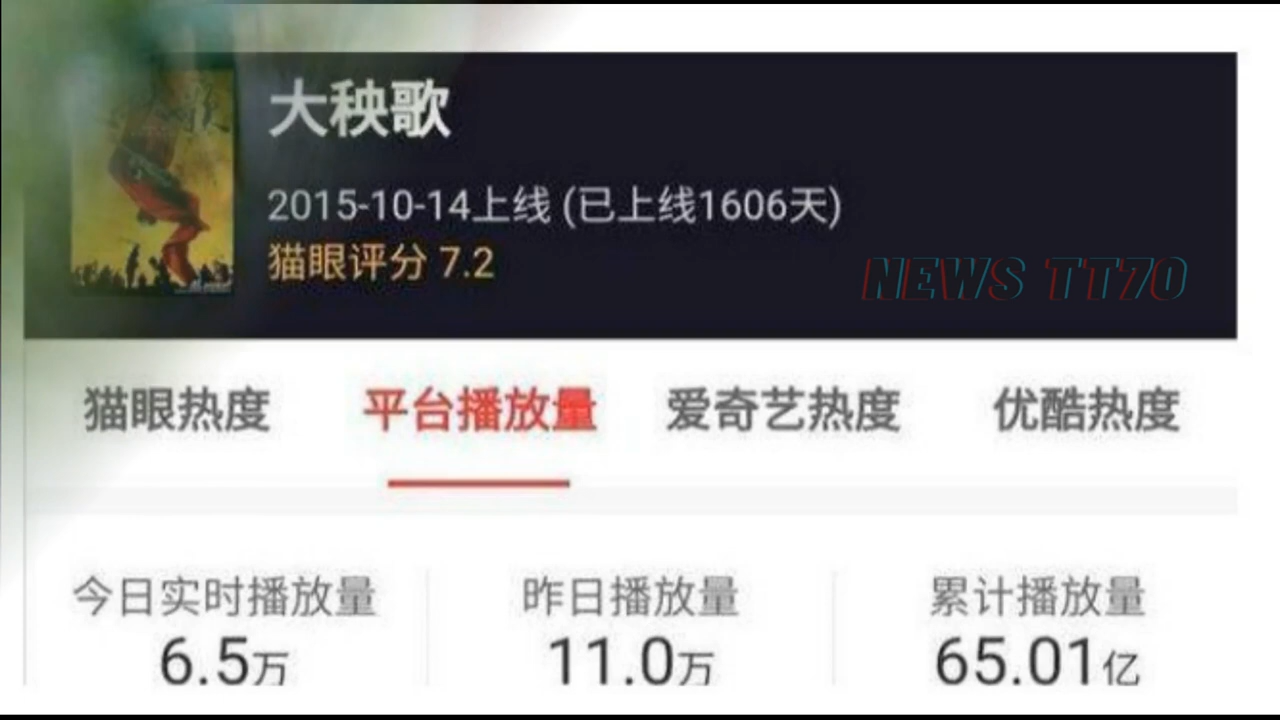 大秧歌
2015-10-14上线 (已上线1606天)
猫眼评分 7.2
NEWS TT70
猫眼热度 平台播放量 爱奇艺热度 优酷热度
今日实时播放量 昨日播放量 累计播放量
6.5万 11.0万 65.01亿